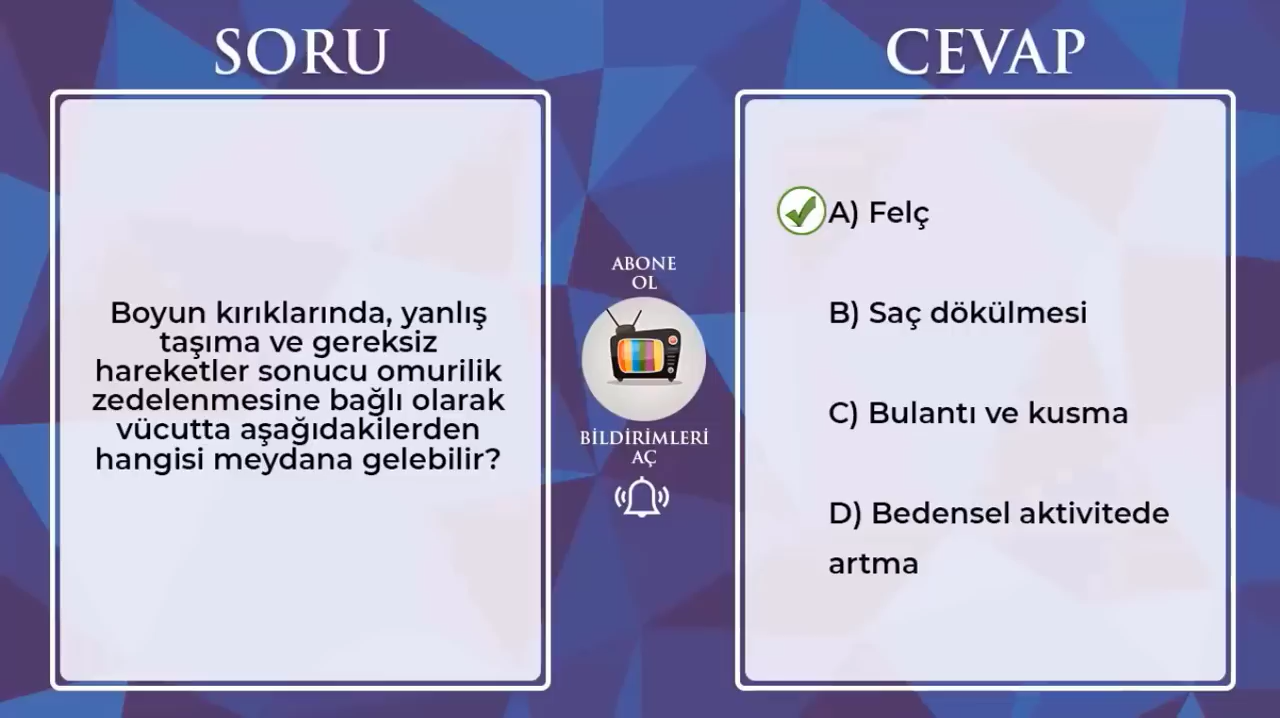 SORU
Boyun kırıklarında, yanlış
taşıma ve gereksiz
hareketler sonucu omurilik
zedelenmesine bağlı olarak
vücutta aşağıdakilerden
hangisi meydana gelebilir?
ABONE
OL
BİLDİRİMLERİ
AÇ
CEVAP
A) Felç
B) Saç dökülmesi
C) Bulantı ve kusma
D) Bedensel aktivitede
artma